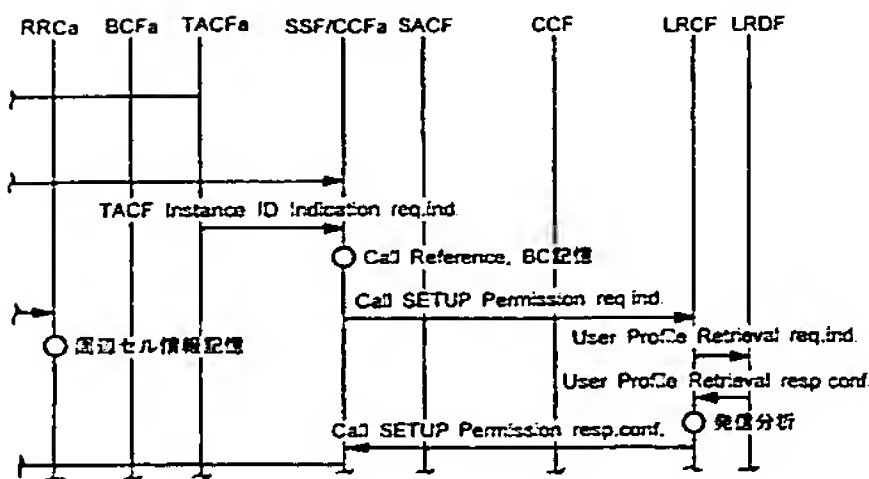 RRCa BCFa TACFa SSF/CCFa SACF CCF LRCF LRDF
TACF Instance ID Indication req.ind.
Call Reference, BC記憶
Call SETUP Permission req.ind.
周辺セル情報記憶
User Profile Retrieval req.ind.
User Profile Retrieval resp.conf.
発信分析
Call SETUP Permission resp.conf.